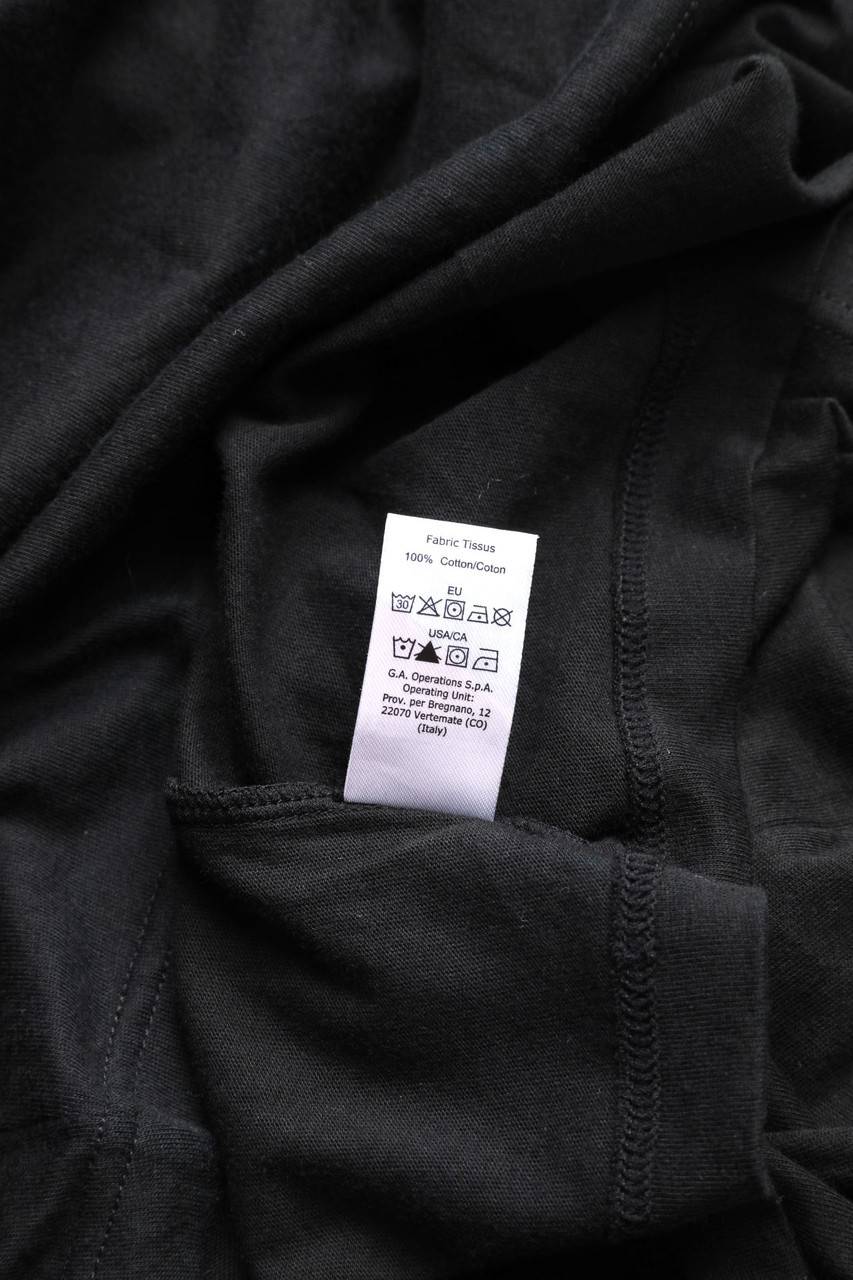 Fabric Tissus
100% Cotton/Coton
EU
30
USA/CA
G.A. Operations S.p.A.
Operating Unit:
Prov. per Bregnano, 12
22070 Vertemate (CO)
(Italy)